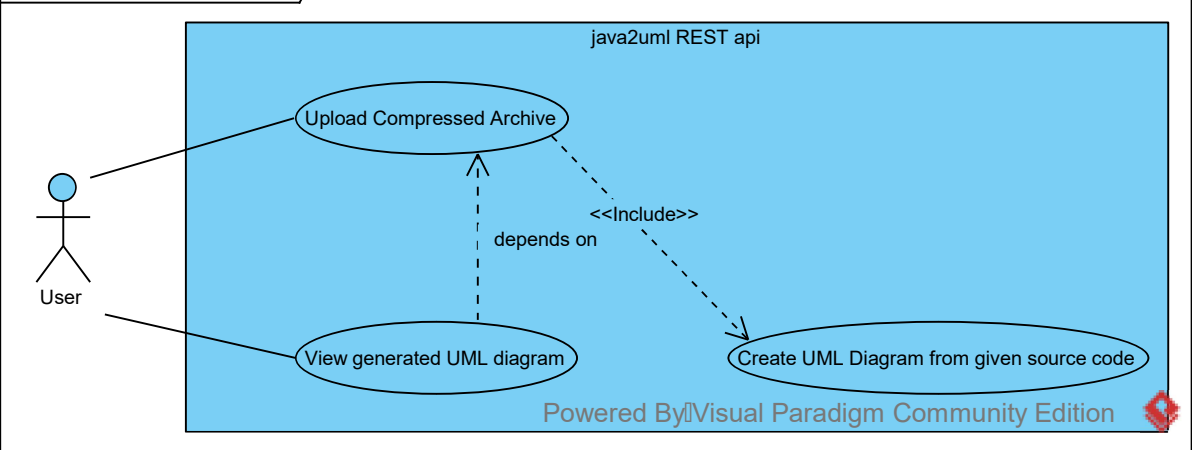 java2uml REST api
Upload Compressed Archive
<<Include>>
depends on
User
View generated UML diagram
Create UML Diagram from given source code
Powered By Visual Paradigm Community Edition